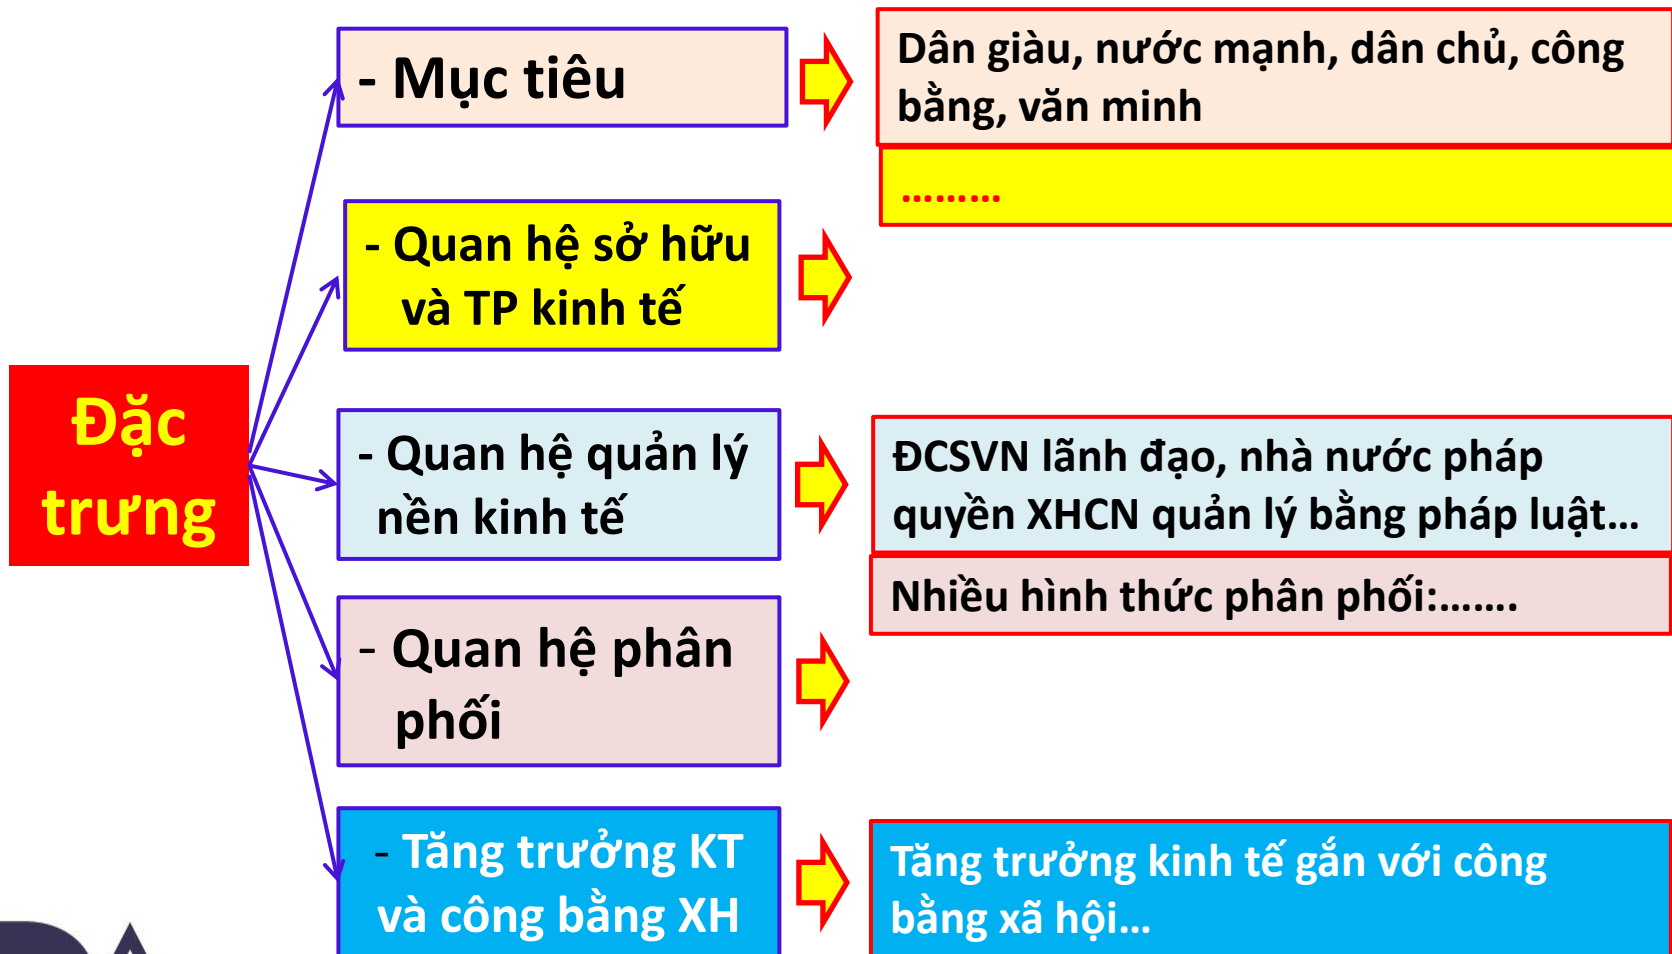 - Mục tiêu
Dân giàu, nước mạnh, dân chủ, công
bằng, văn minh
.........
- Quan hệ sở hữu
và TP kinh tế
Đặc
trưng
- Quan hệ quản lý
nền kinh tế
ĐCSVN lãnh đạo, nhà nước pháp
quyền XHCN quản lý bằng pháp luật...
Nhiều hình thức phân phối:.......
- Quan hệ phân
phối
- Tăng trưởng KT
và công bằng XH
Tăng trưởng kinh tế gắn với công
bằng xã hội...